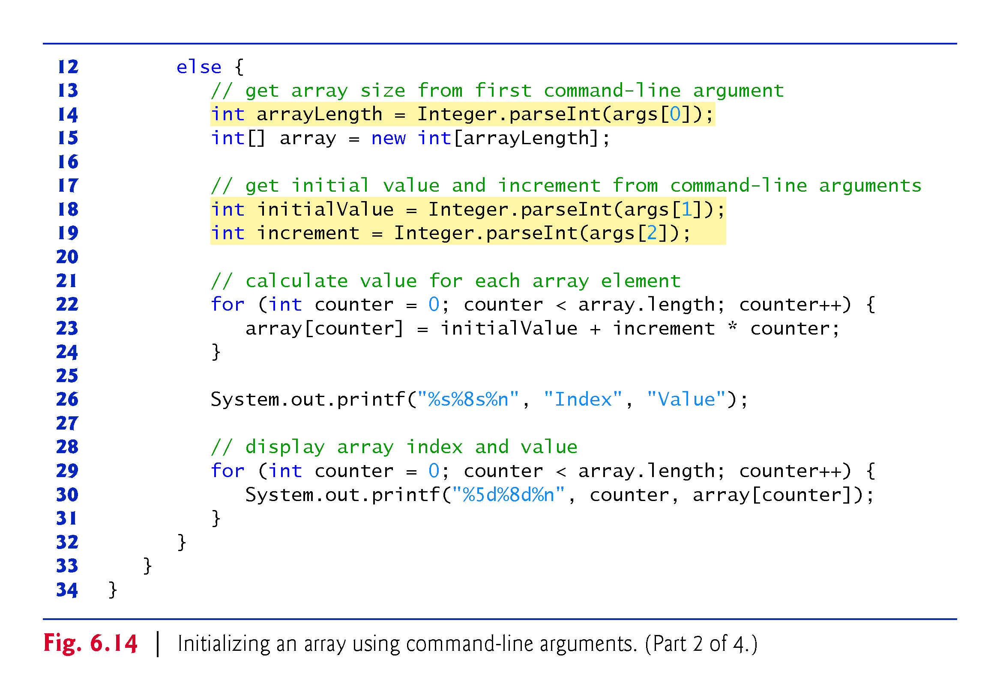 12 else {
13 // get array size from first command-line argument
14 int arrayLength = Integer.parseInt(args[0]);
15 int[] array = new int[arrayLength];
16
17 // get initial value and increment from command-line arguments
18 int initialValue = Integer.parseInt(args[1]);
19 int increment = Integer.parseInt(args[2]);
20
21 // calculate value for each array element
22 for (int counter = 0; counter < array.length; counter++) {
23 array[counter] = initialValue + increment * counter;
24 }
25
26 System.out.printf("%s%8s%n", "Index", "Value");
27
28 // display array index and value
29 for (int counter = 0; counter < array.length; counter++) {
30 System.out.printf("%5d%8d%n", counter, array[counter]);
31 }
32 }
33 }
34 }
Fig. 6.14 | Initializing an array using command-line arguments. (Part 2 of 4.)